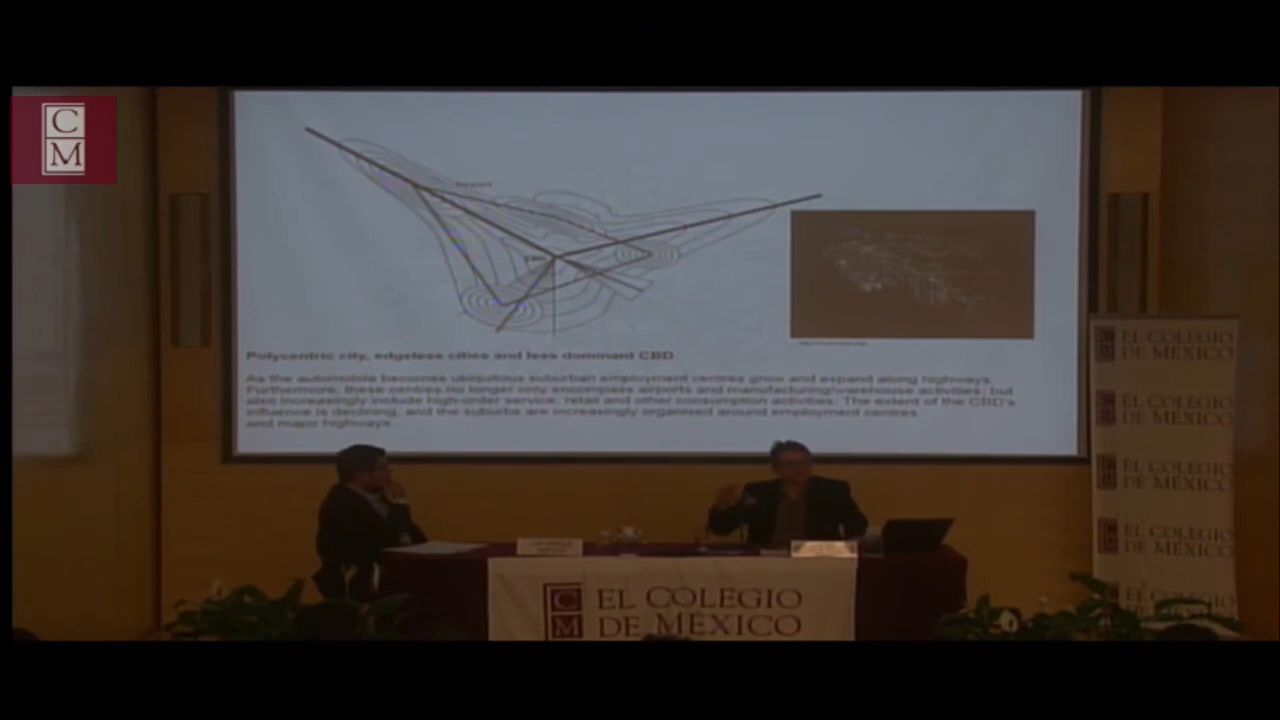 C
M
Polycentric city, edgeless cities and less dominant CBD
As the automobile becomes ubiquitous suburban employment centres grow and expand along highways.
Furthermore, these centres no longer only encompass airports and manufacturing/warehouse activities, but
also increasingly include high-order service, retail and other consumption activities. The extent of the CBD's
influence is declining, and the suburbs are increasingly organised around employment centres
and major highways.
EL COLEGIO
DE MÉXICO
EL COLEGIO
DE MÉXICO
EL COLEGIO
DE MÉXICO
EL COLEGIO
DE MÉXICO
EL COLEGIO
C
M
EL COLEGIO
DE MÉXICO